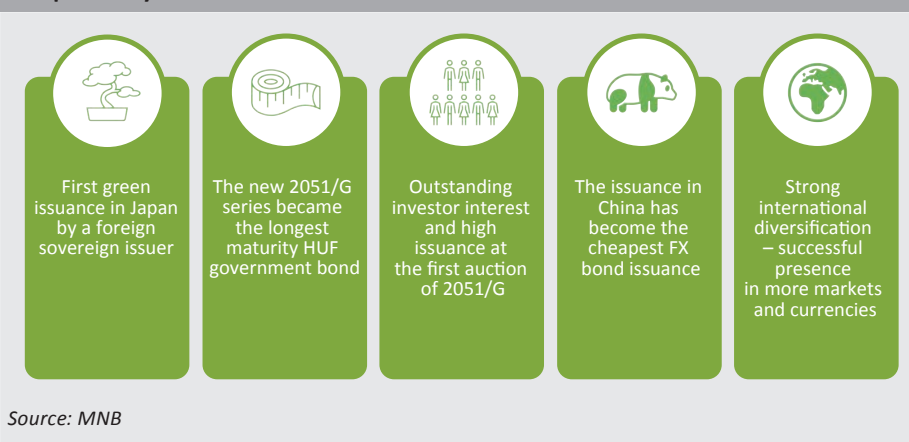 First green
issuance in Japan
by a foreign
sovereign issuer
The new 2051/G
series became
the longest
maturity HUF
government bond
Outstanding
investor interest
and high
issuance at
the first auction
of 2051/G
The issuance in
China has
become the
cheapest FX
bond issuance
Strong
international
diversification
– successful
presence
in more markets
and currencies
Source: MNB